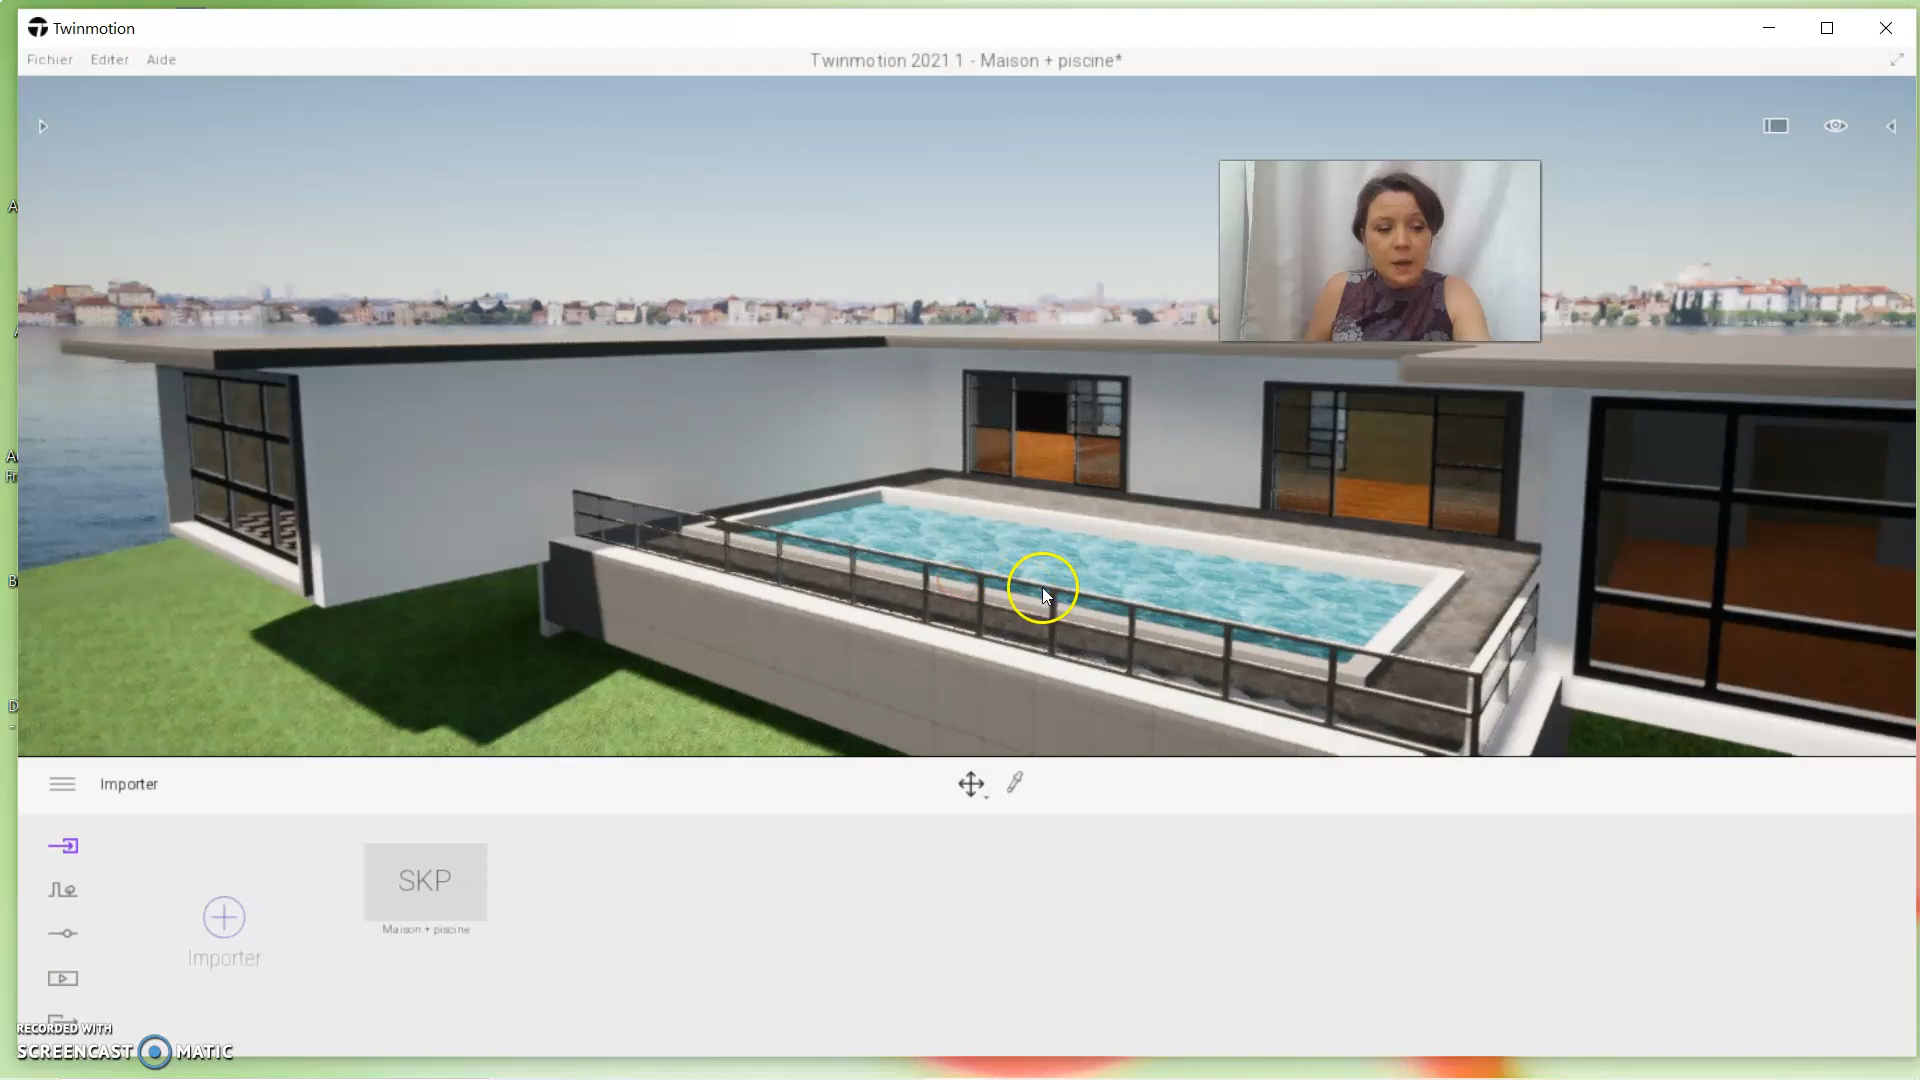 Twinmotion
Fichier Editer Aide
Twinmotion 2021.1 - Maison + piscine*
Importer
SKP
Maison + piscine
Importer
RECORDED WITH
SCREENCAST MATIC